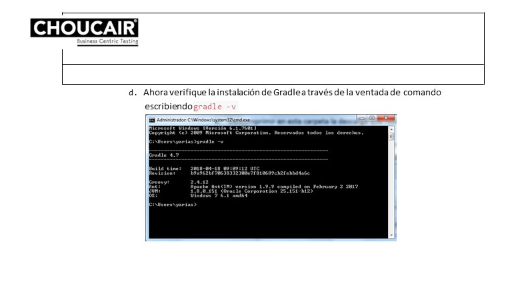 CHOUCAIR
Business Centric Testing
d. Ahora verifique la instalación de Gradle a través de la ventada de comando
escribiendo gradle -v
Administrador: C:\Windows\system32\cmd.exe
Microsoft Windows [Versión 6.1.7601]
Copyright (c) 2009 Microsoft Corporation. Reservados todos los derechos.
C:\Users\yarias>gradle -v
Gradle 4.7
Build time: 2018-04-18 09:09:12 UTC
Revision:
Groovy: 2.4.12
Ant: Apache Ant(TM) version 1.9.9 compiled on February 2 2017
JVM: 1.8.0_151 (Oracle Corporation 25.151-b12)
OS: Windows 7 6.1 amd64
C:\Users\yarias>